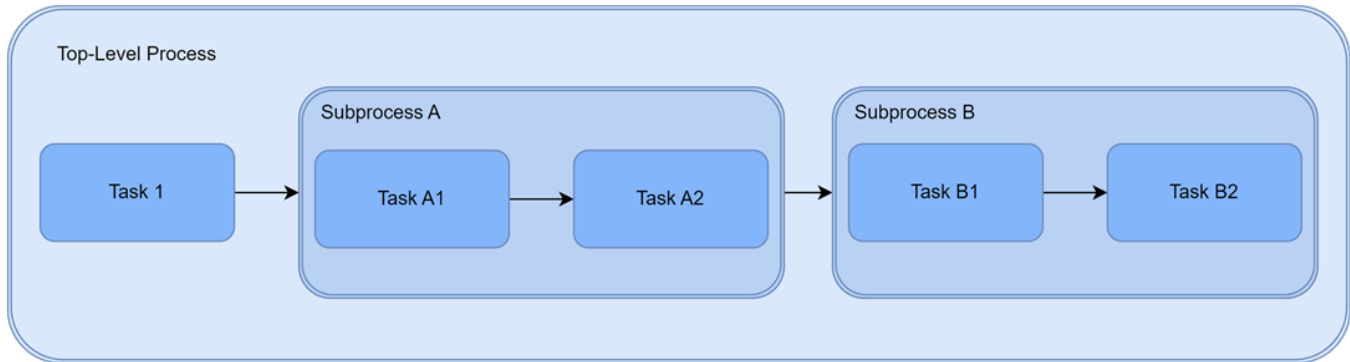 Top-Level Process
Subprocess A
Subprocess B
Task 1
Task A1
Task A2
Task B1
Task B2